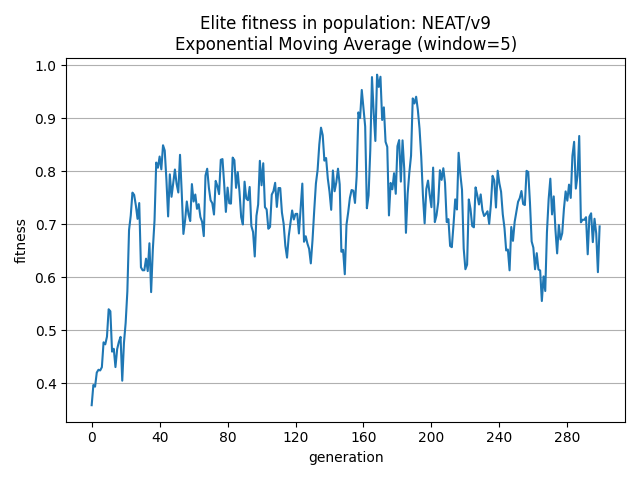 Elite fitness in population: NEAT/v9
Exponential Moving Average (window=5)
1.0
0.9
0.8
0.7
0.6
0.5
0.4
fitness
0 40 80 120 160 200 240 280
generation